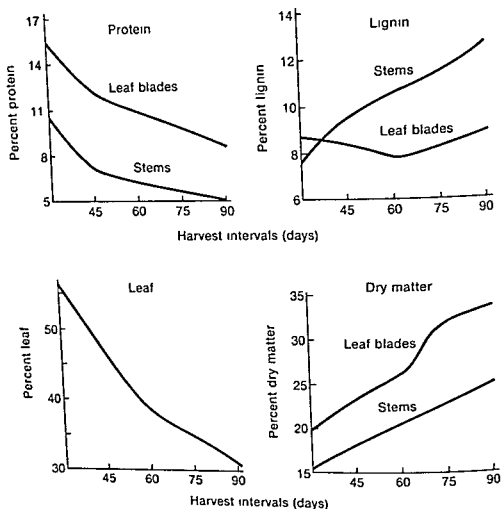 Protein
Percent protein
17
14
11
8
5
Leaf blades
Stems
45 60 75 90
Harvest intervals (days)
Lignin
Percent lignin
14
12
10
8
6
Stems
Leaf blades
45 60 75 90
Leaf
Percent leaf
50
40
30
45 60 75 90
Harvest intervals (days)
Dry matter
Percent dry matter
35
30
25
20
15
Leaf blades
Stems
45 60 75 90